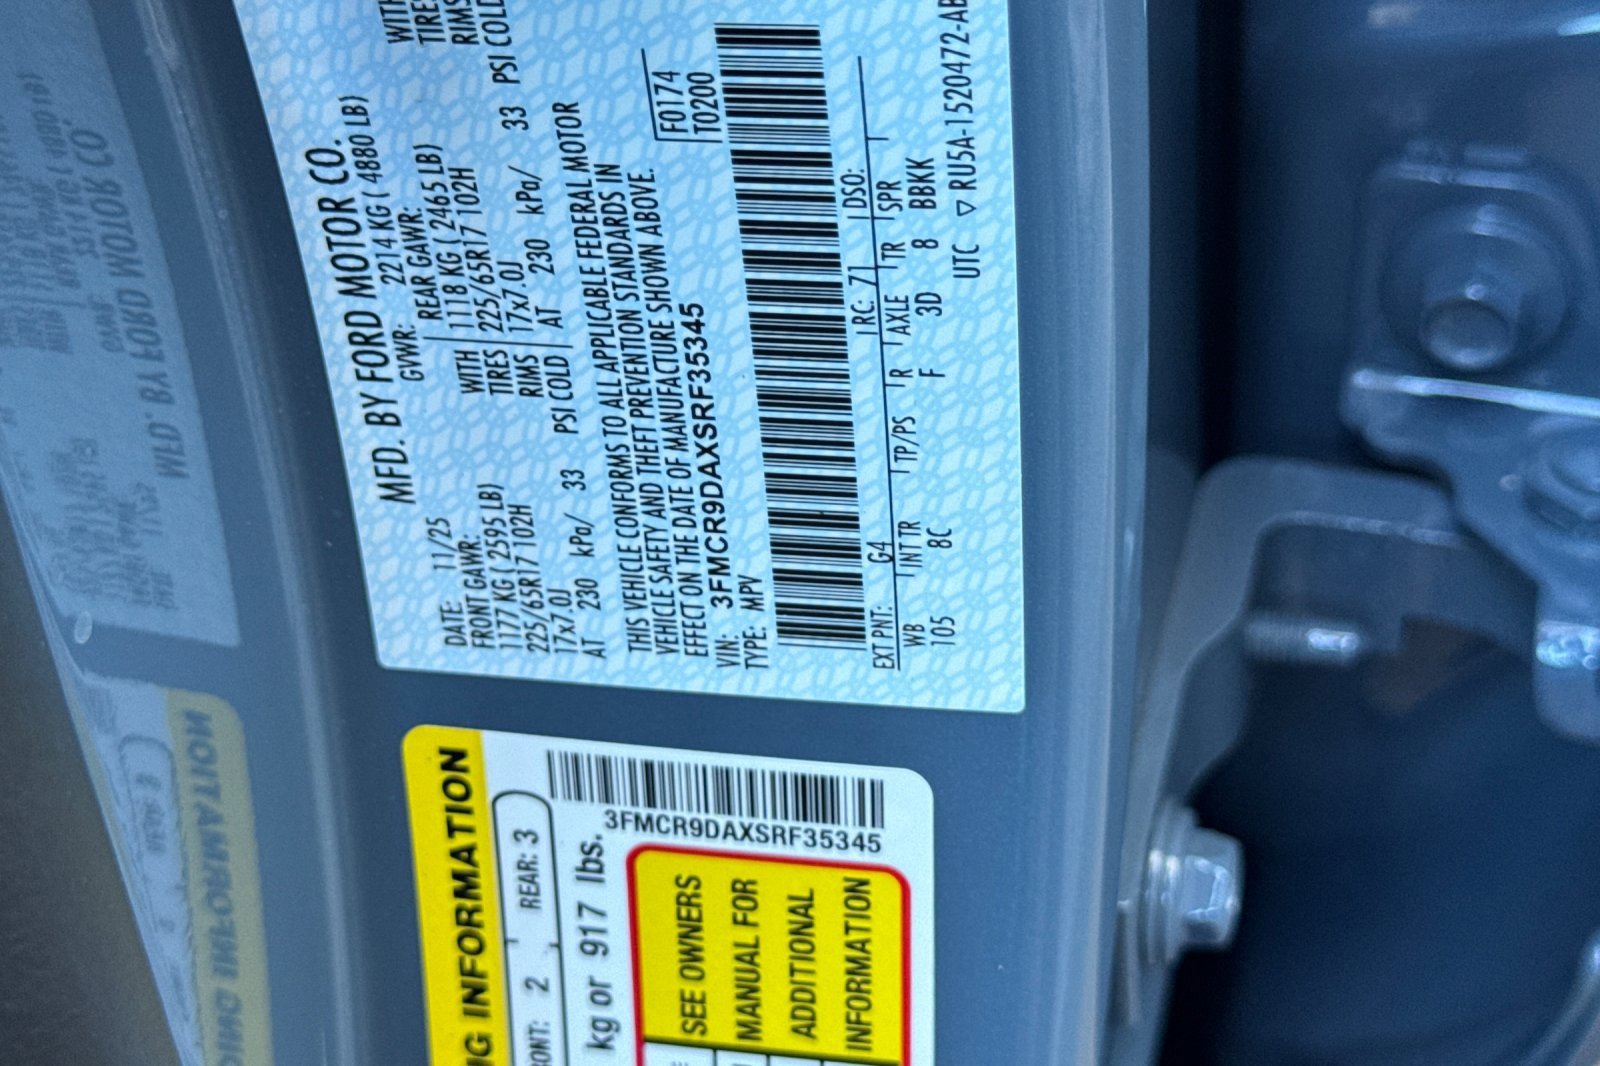 MFD. BY FORD MOTOR CO.
DATE: 11/25 GVWR: 2214 KG ( 4880 LB)
FRONT GAWR: REAR GAWR:
1177 KG ( 2595 LB) WITH 1118 KG ( 2465 LB) WITH
225/65R17 102H TIRES 225/65R17 102H
17x7.0J RIMS 17x7.0J RIMS
AT 230 kPa/ 33 PSI COLD AT 230 kPa/ 33 PSI COLD
THIS VEHICLE CONFORMS TO ALL APPLICABLE FEDERAL MOTOR
VEHICLE SAFETY AND THEFT PREVENTION STANDARDS IN
EFFECT ON THE DATE OF MANUFACTURE SHOWN ABOVE.
VIN: 3FMCR9DAXSRF35345
TYPE: MPV
F0174
T0200
EXT PNT: G4 RC: 71 DSO:
WB INT TR TP/PS R AXLE TR SPR
105 8C F 3D 8 BBKK
UTC ▽ RU5A-1520472-AB
INFORMATION
2 REAR: 3
kg or 917 lbs.
3FMCR9DAXSRF35345
SEE OWNERS
MANUAL FOR
ADDITIONAL
INFORMATION